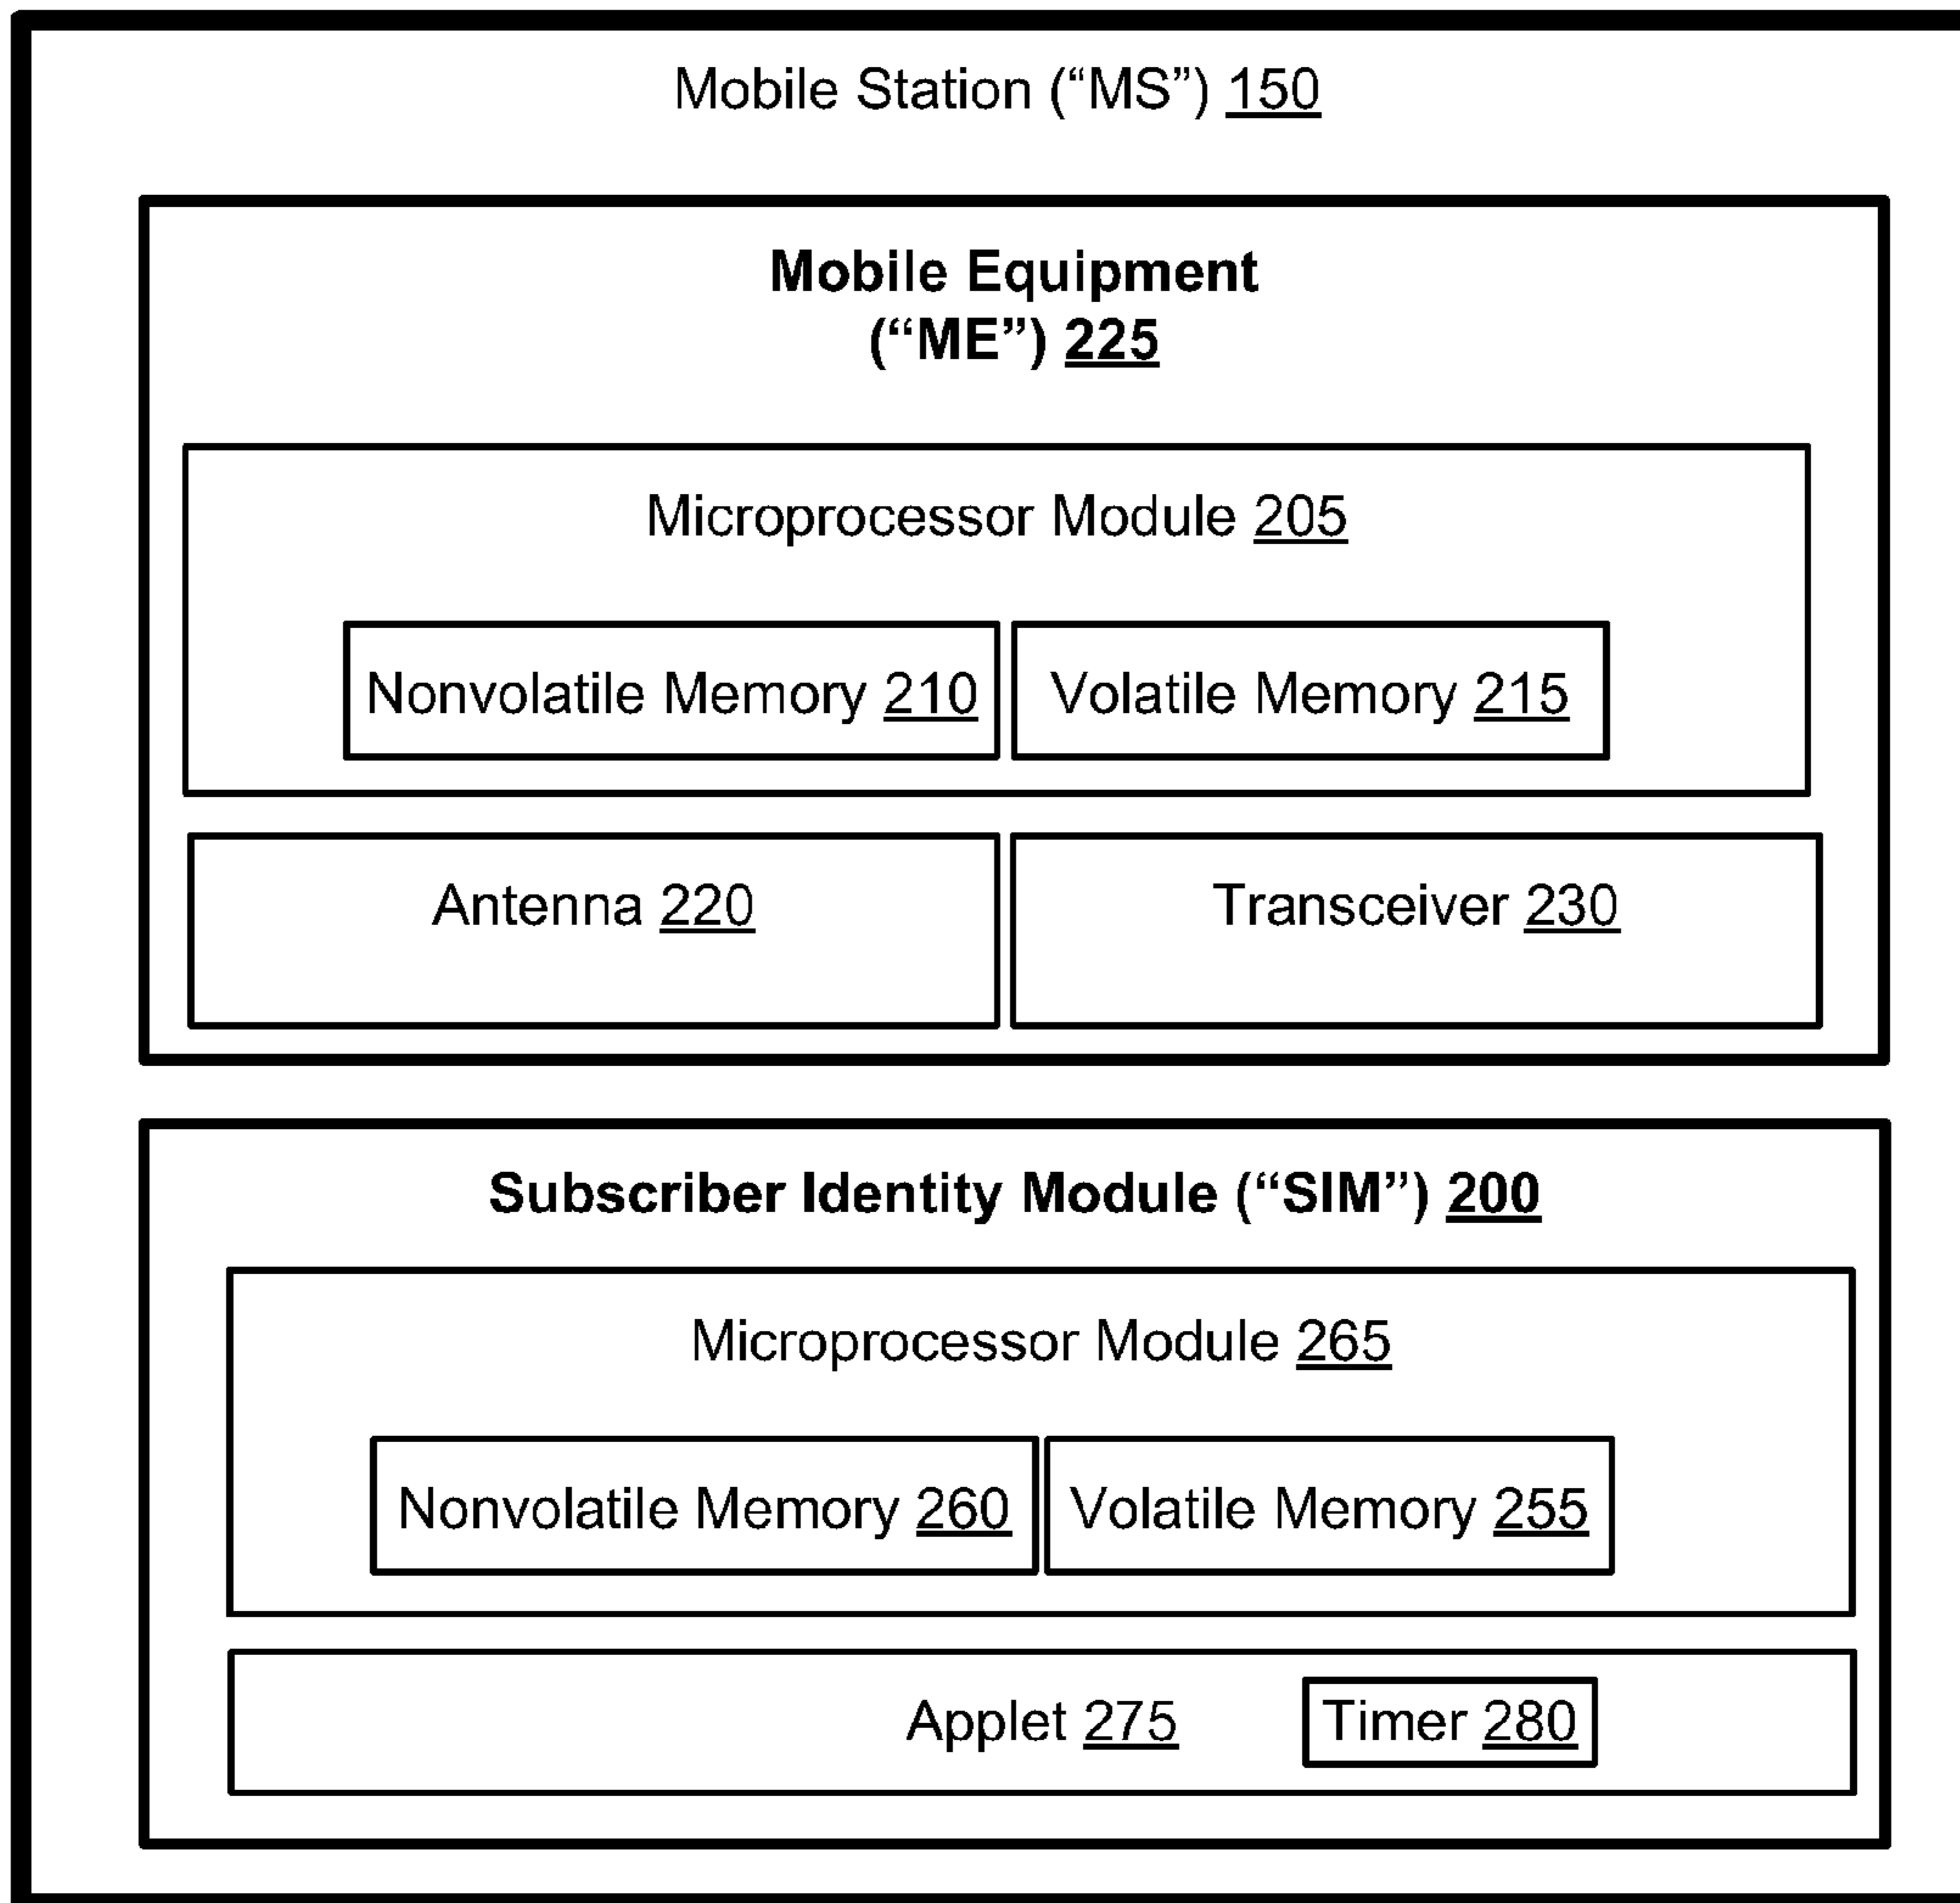 Mobile Station (“MS”) 150
Mobile Equipment
(“ME”) 225
Microprocessor Module 205
Nonvolatile Memory 210
Volatile Memory 215
Antenna 220
Transceiver 230
Subscriber Identity Module (“SIM”) 200
Microprocessor Module 265
Nonvolatile Memory 260
Volatile Memory 255
Applet 275
Timer 280